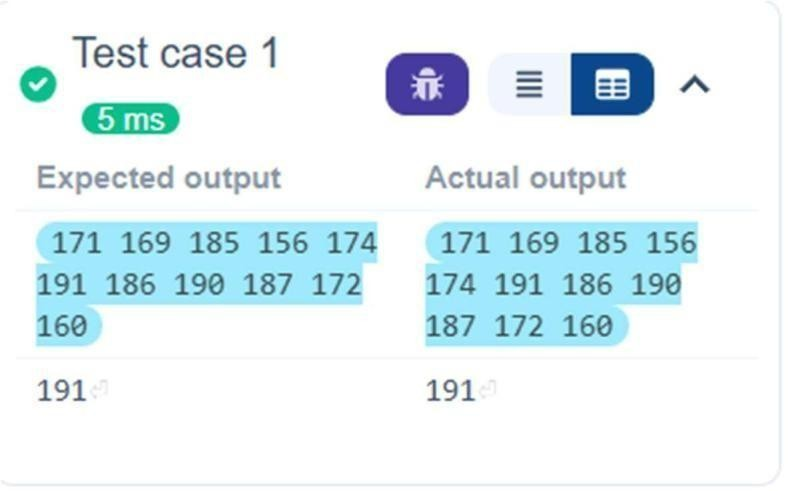 Test case 1
5 ms
Expected output
Actual output
171 169 185 156 174
191 186 190 187 172
160
171 169 185 156
174 191 186 190
187 172 160
191
191